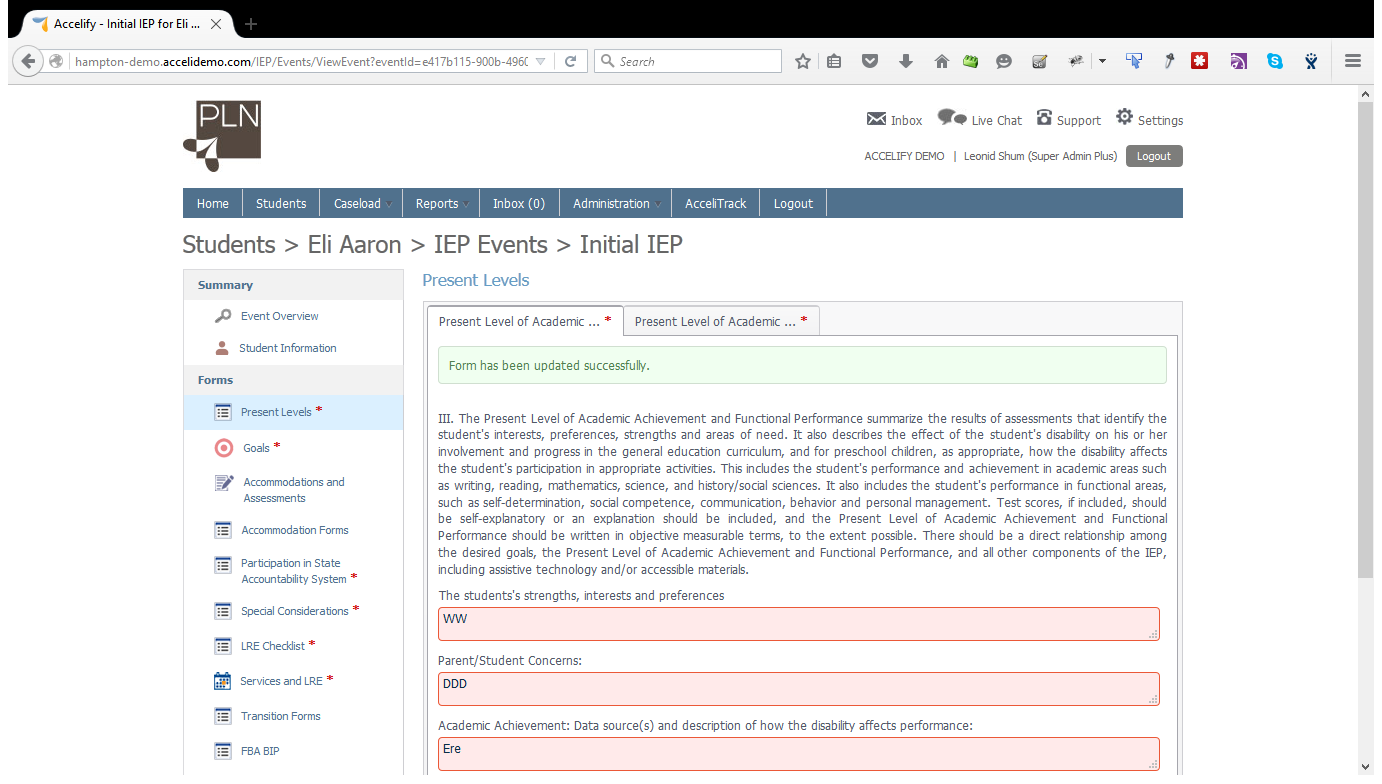 Accelify - Initial IEP for Eli ...
hampton-demo.accelidemo.com/IEP/Events/ViewEvent?eventId=e417b115-900b-4960
Search
PLN
Inbox Live Chat Support Settings
ACCELIFY DEMO | Leonid Shum (Super Admin Plus) Logout
Home Students Caseload Reports Inbox (0) Administration AcceliTrack Logout
Students > Eli Aaron > IEP Events > Initial IEP
Summary
Event Overview
Student Information
Forms
Present Levels *
Goals *
Accommodations and
Assessments
Accommodation Forms
Participation in State
Accountability System *
Special Considerations *
LRE Checklist *
Services and LRE *
Transition Forms
FBA BIP
Present Levels
Present Level of Academic ... * Present Level of Academic ... *
Form has been updated successfully.
III. The Present Level of Academic Achievement and Functional Performance summarize the results of assessments that identify the
student's interests, preferences, strengths and areas of need. It also describes the effect of the student's disability on his or her
involvement and progress in the general education curriculum, and for preschool children, as appropriate, how the disability affects
the student's participation in appropriate activities. This includes the student's performance and achievement in academic areas such
as writing, reading, mathematics, science, and history/social sciences. It also includes the student's performance in functional areas,
such as self-determination, social competence, communication, behavior and personal management. Test scores, if included, should
be self-explanatory or an explanation should be included, and the Present Level of Academic Achievement and Functional
Performance should be written in objective measurable terms, to the extent possible. There should be a direct relationship among
the desired goals, the Present Level of Academic Achievement and Functional Performance, and all other components of the IEP,
including assistive technology and/or accessible materials.
The students's strengths, interests and preferences
WW
Parent/Student Concerns:
DDD
Academic Achievement: Data source(s) and description of how the disability affects performance:
Ere